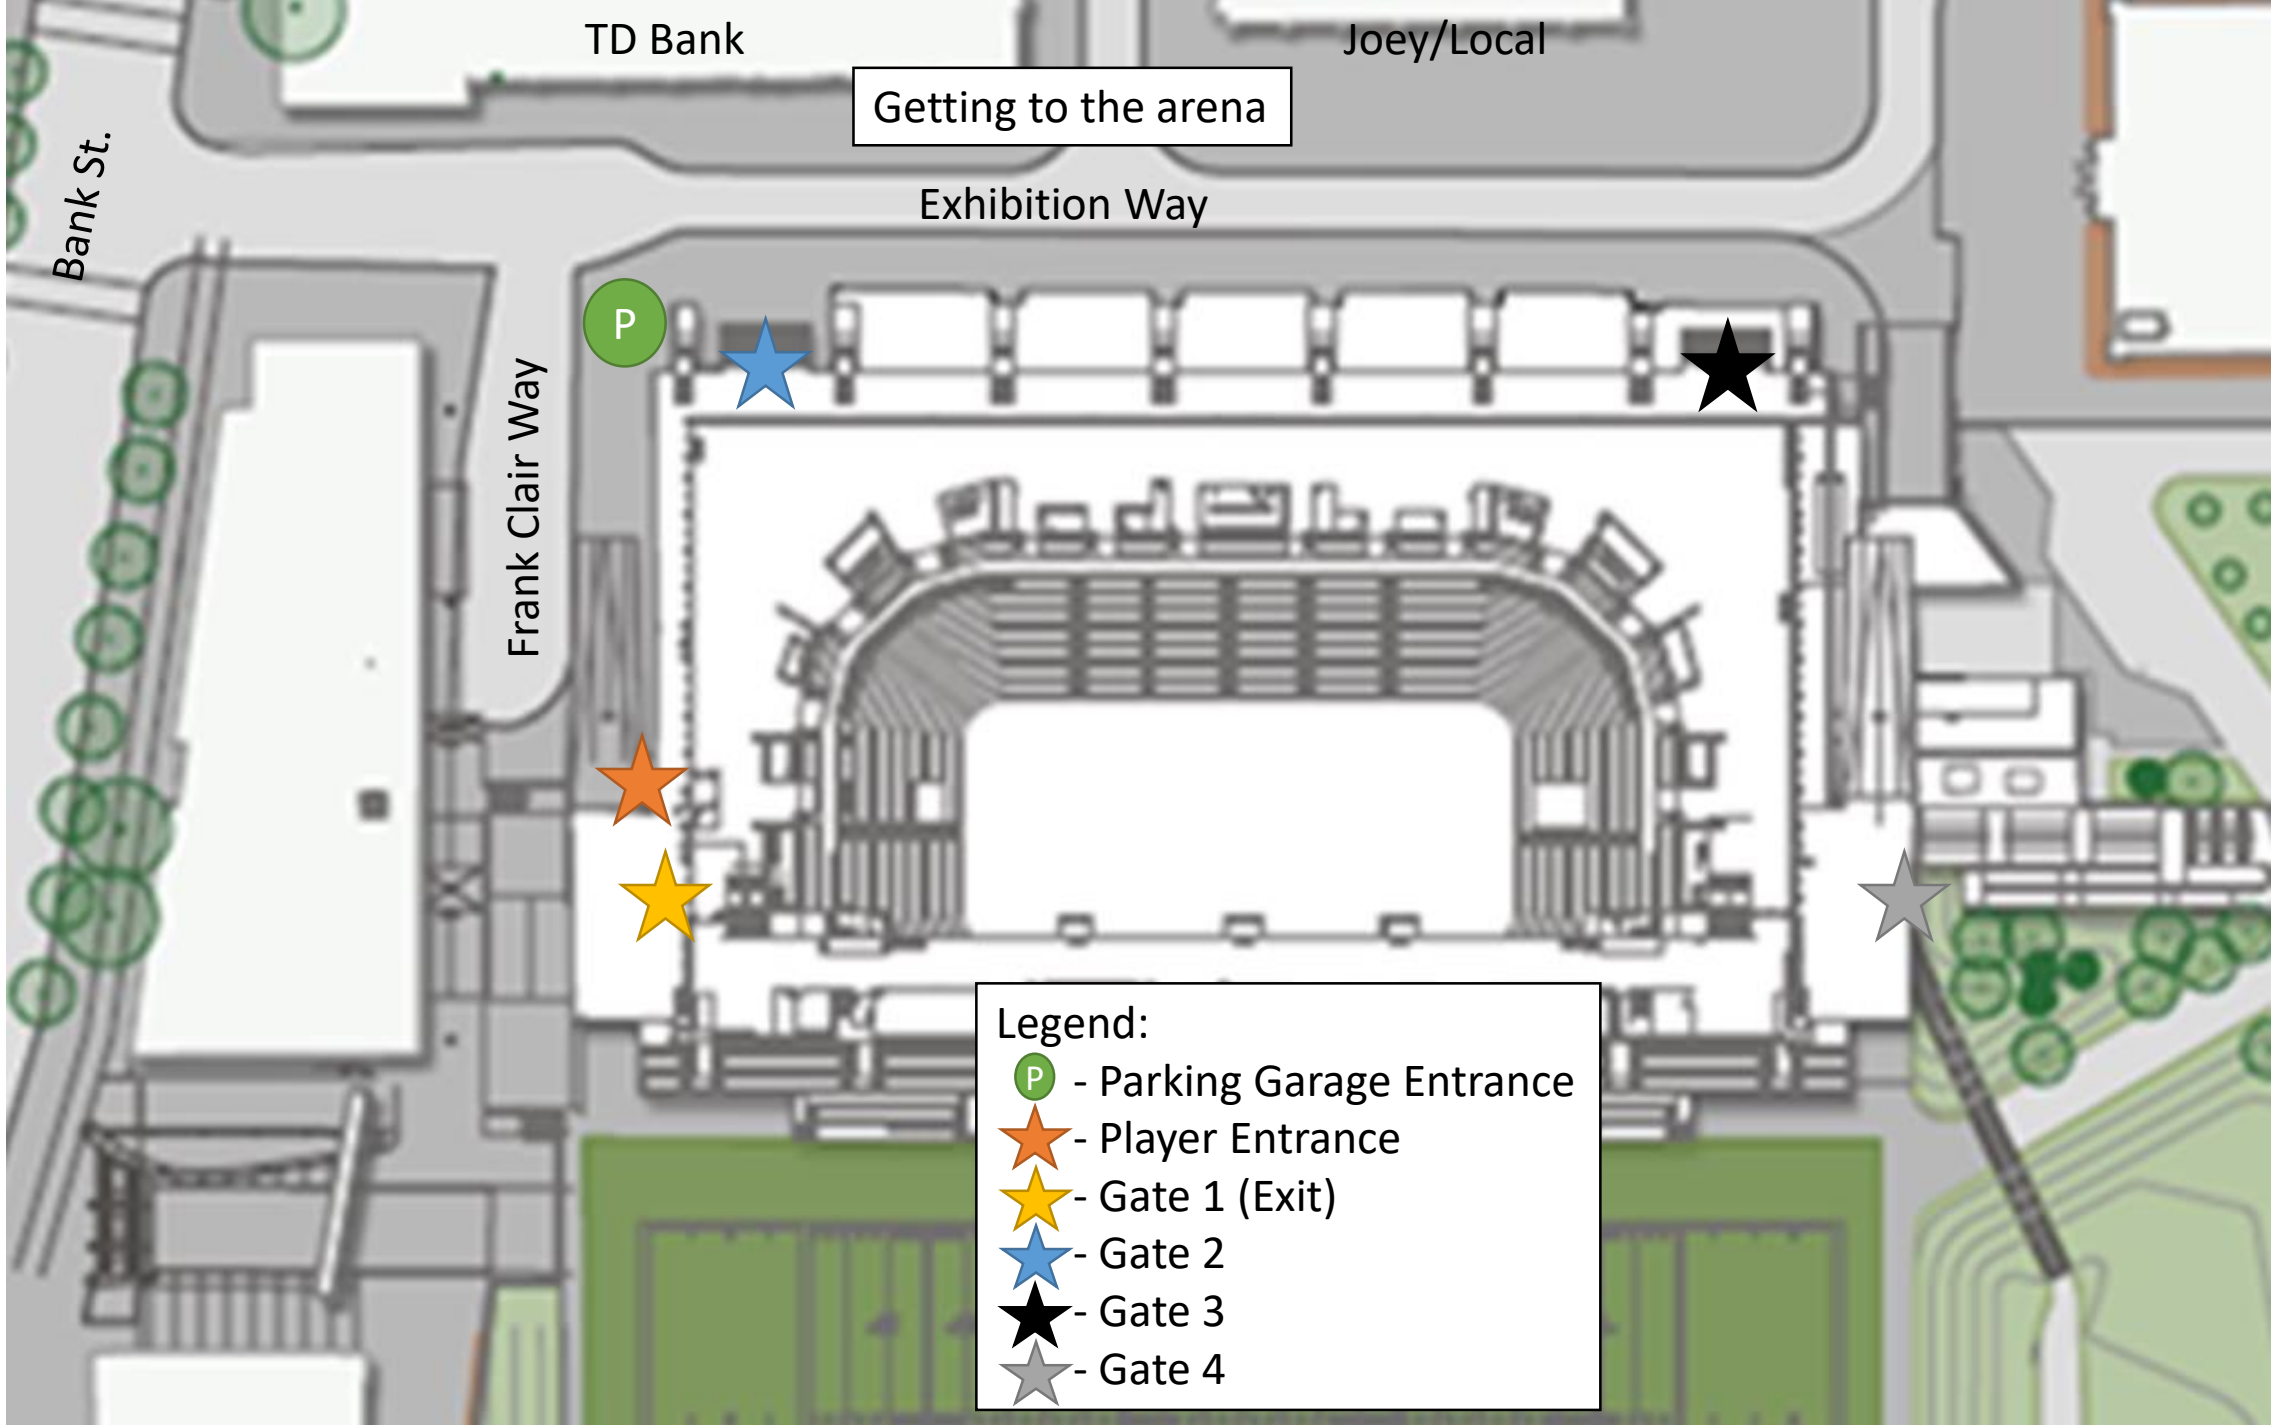 TD Bank
Joey/Local
Getting to the arena
Bank St.
Exhibition Way
P
Frank Clair Way
Legend:
P - Parking Garage Entrance
- Player Entrance
- Gate 1 (Exit)
- Gate 2
- Gate 3
- Gate 4